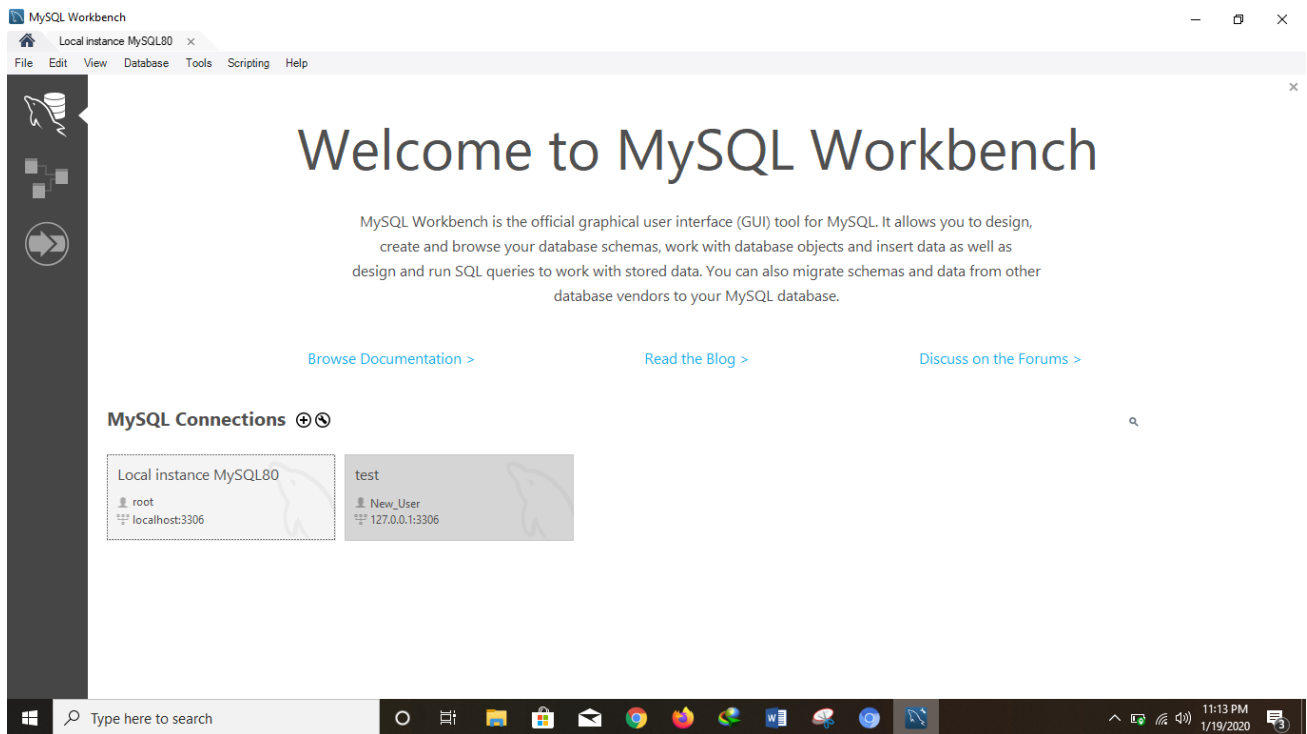 MySQL Workbench
Local instance MySQL80
File Edit View Database Tools Scripting Help
Welcome to MySQL Workbench
MySQL Workbench is the official graphical user interface (GUI) tool for MySQL. It allows you to design,
create and browse your database schemas, work with database objects and insert data as well as
design and run SQL queries to work with stored data. You can also migrate schemas and data from other
database vendors to your MySQL database.
Browse Documentation > Read the Blog > Discuss on the Forums >
MySQL Connections
Local instance MySQL80
root
localhost:3306
test
New_User
127.0.0.1:3306
Type here to search
11:13 PM
1/19/2020
3